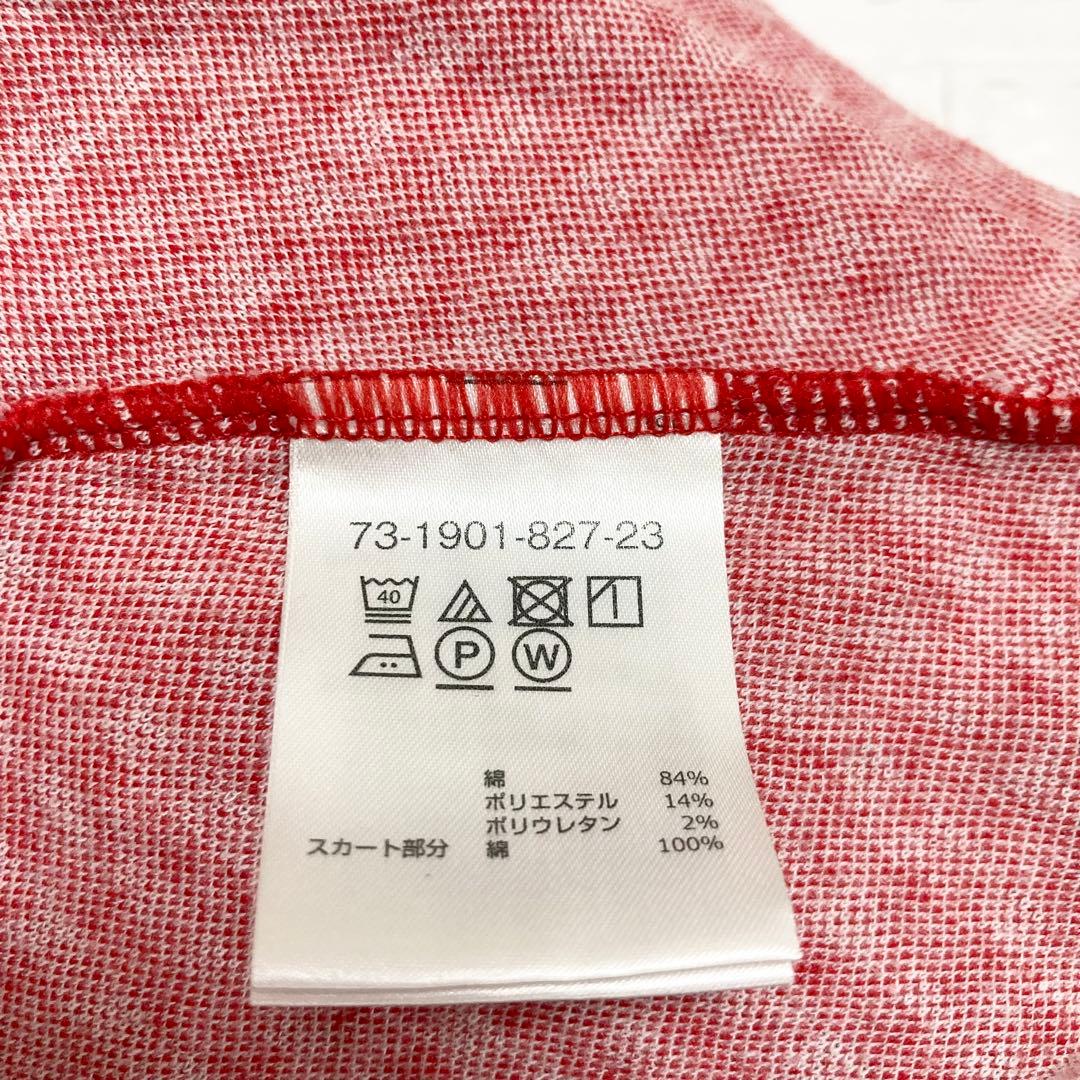 73-1901-827-23
40
P W
綿 84%
ポリエステル 14%
ポリウレタン 2%
スカート部分 綿 100%